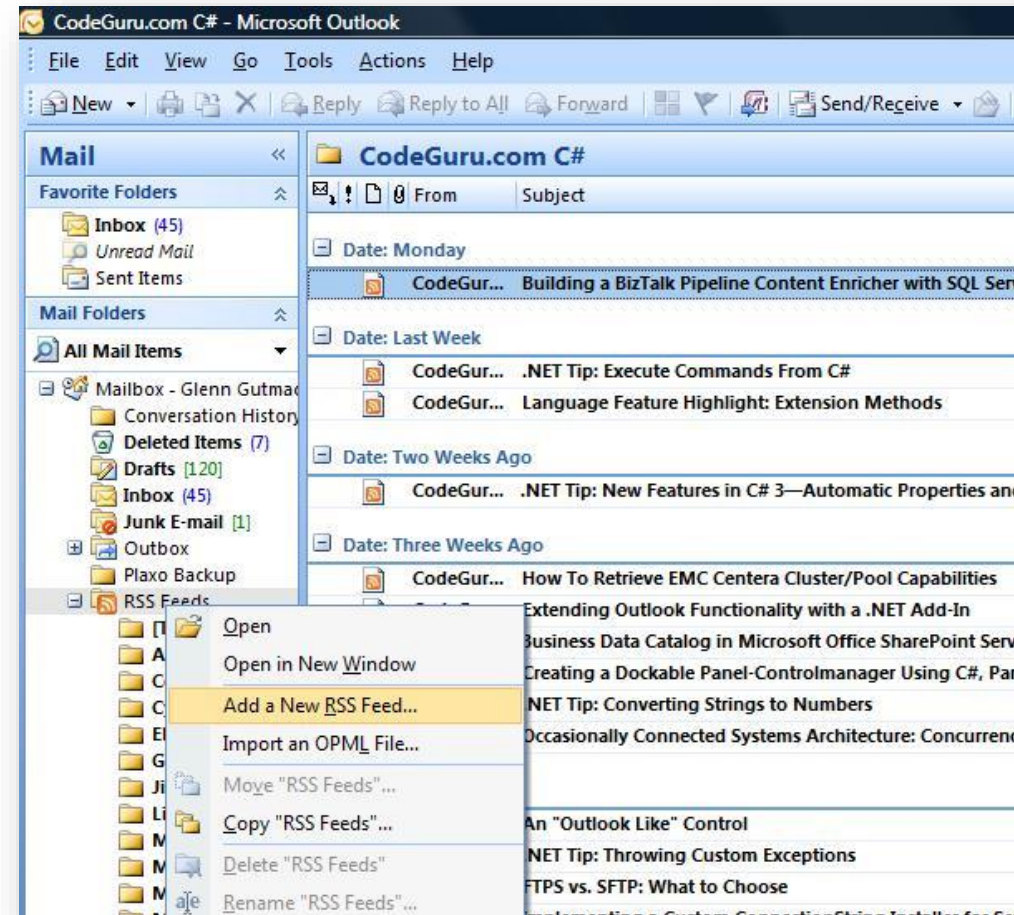 CodeGuru.com C# - Microsoft Outlook
File Edit View Go Tools Actions Help
New Reply Reply to All Forward Send/Receive
Mail
Favorite Folders
Inbox (45)
Unread Mail
Sent Items
Mail Folders
All Mail Items
Mailbox - Glenn Gutmac
Conversation History
Deleted Items (7)
Drafts [120]
Inbox (45)
Junk E-mail [1]
Outbox
Plaxo Backup
RSS Feeds
Open
Open in New Window
Add a New RSS Feed...
Import an OPML File...
Move "RSS Feeds"...
Copy "RSS Feeds"...
Delete "RSS Feeds"
Rename "RSS Feeds"...
CodeGuru.com C#
From Subject
Date: Monday
CodeGur... Building a BizTalk Pipeline Content Enricher with SQL Ser
Date: Last Week
CodeGur... .NET Tip: Execute Commands From C#
CodeGur... Language Feature Highlight: Extension Methods
Date: Two Weeks Ago
CodeGur... .NET Tip: New Features in C# 3—Automatic Properties and
Date: Three Weeks Ago
CodeGur... How To Retrieve EMC Centera Cluster/Pool Capabilities
Extending Outlook Functionality with a .NET Add-In
Business Data Catalog in Microsoft Office SharePoint Serv
Creating a Dockable Panel-Controlmanager Using C#, Par
.NET Tip: Converting Strings to Numbers
Occasionally Connected Systems Architecture: Concurrenc
An "Outlook Like" Control
.NET Tip: Throwing Custom Exceptions
FTPS vs. SFTP: What to Choose